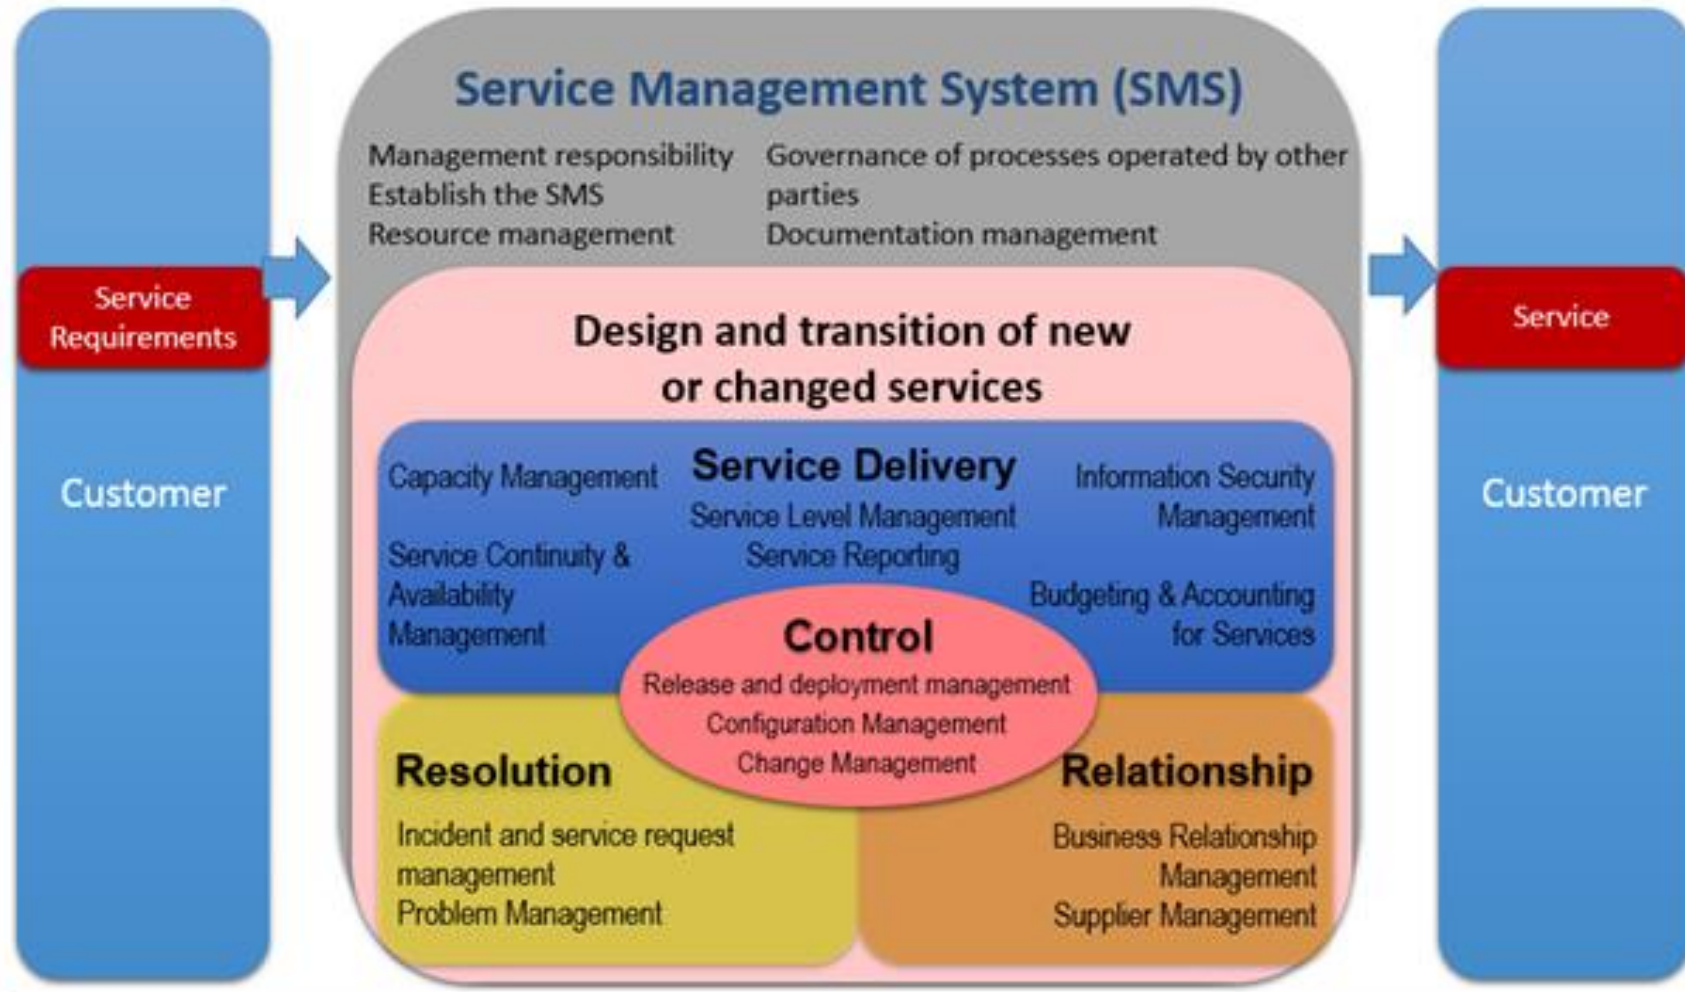 Service Management System (SMS)
Management responsibility
Establish the SMS
Resource management
Governance of processes operated by other
parties
Documentation management
Service
Requirements
Customer
Design and transition of new
or changed services
Service Delivery
Capacity Management
Service Continuity &
Availability
Management
Service Level Management
Service Reporting
Information Security
Management
Budgeting & Accounting
for Services
Control
Release and deployment management
Configuration Management
Change Management
Resolution
Incident and service request
management
Problem Management
Relationship
Business Relationship
Management
Supplier Management
Service
Customer